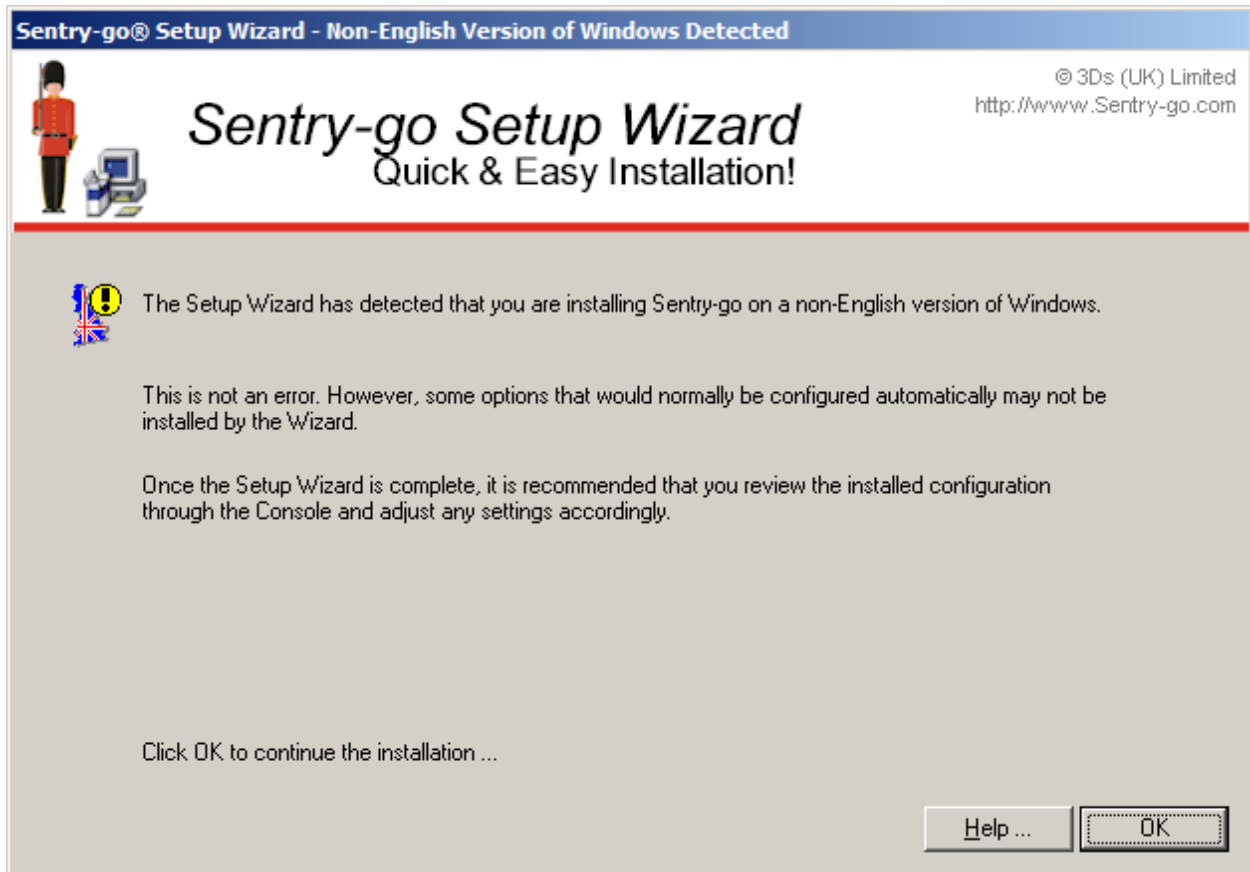 Sentry-go® Setup Wizard - Non-English Version of Windows Detected
© 3Ds (UK) Limited
http://www.Sentry-go.com
Sentry-go Setup Wizard
Quick & Easy Installation!
The Setup Wizard has detected that you are installing Sentry-go on a non-English version of Windows.
This is not an error. However, some options that would normally be configured automatically may not be
installed by the Wizard.
Once the Setup Wizard is complete, it is recommended that you review the installed configuration
through the Console and adjust any settings accordingly.
Click OK to continue the installation ...
Help ...
OK